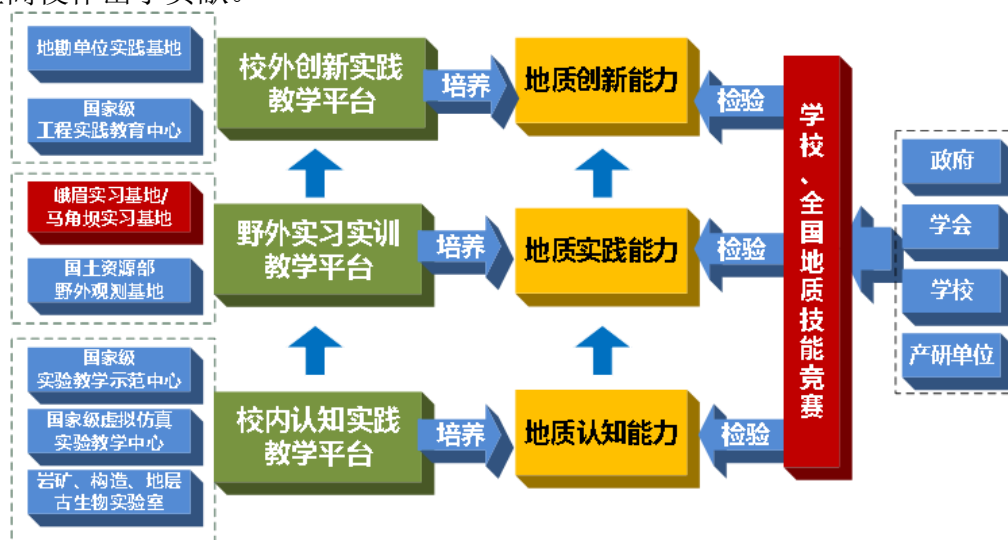 地勘单位实践基地
国家级
工程实践教育中心
校外创新实践
教学平台
培养
地质创新能力
检验
峨眉实习基地/
马角坝实习基地
国土资源部
野外观测基地
野外实习实训
教学平台
培养
地质实践能力
检验
国家级
实验教学示范中心
国家级虚拟仿真
实验教学中心
岩矿、构造、地层
古生物实验室
校内认知实践
教学平台
培养
地质认知能力
检验
学校、全国地质技能竞赛
政府
学会
学校
产研单位